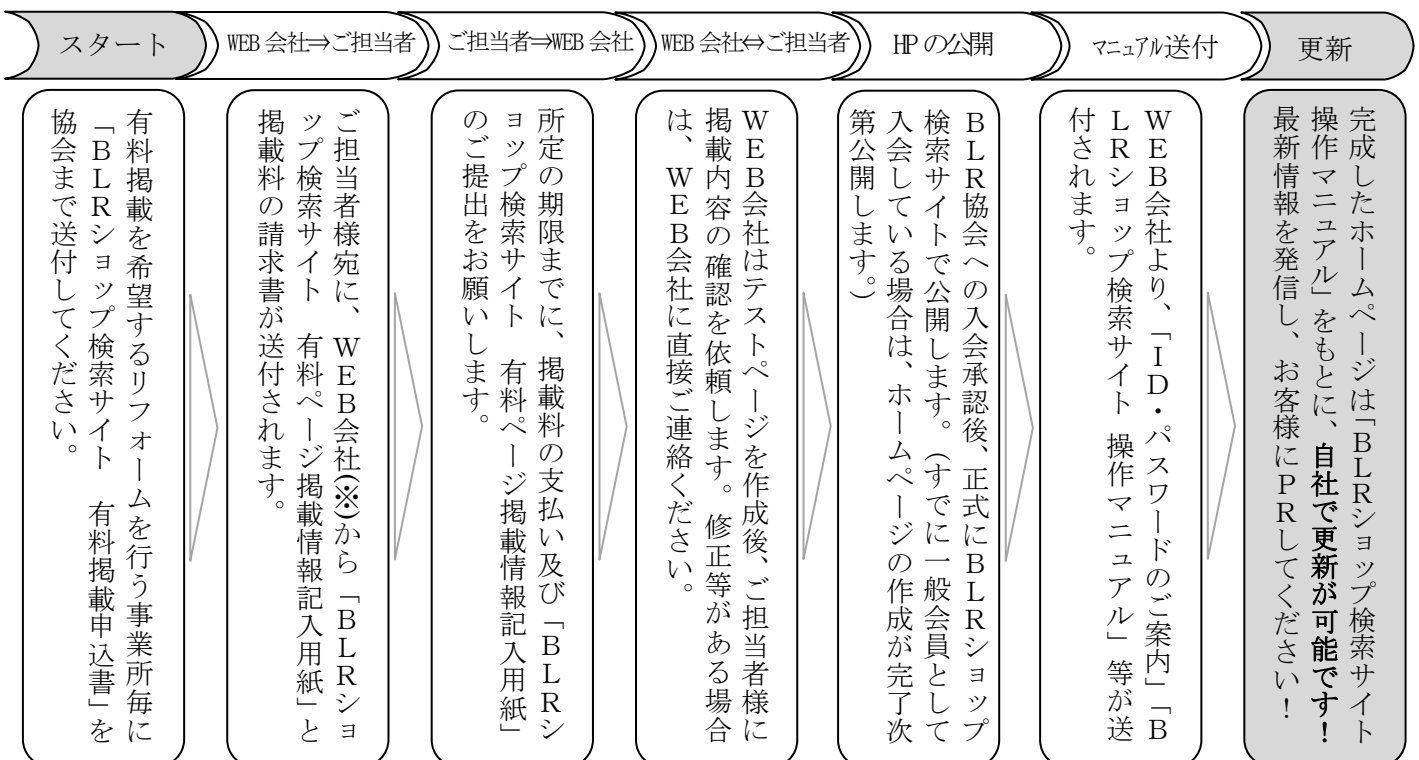 スタート
WEB 会社⇒ご担当者
ご担当者⇒WEB 会社
WEB 会社⇔ご担当者
HP の公開
マニュアル送付
更新
有料掲載を希望するリフォームを行う事業所毎に
「ＢＬＲショップ検索サイト　有料掲載申込書」を
協会まで送付してください。
ご担当者様宛に、ＷＥＢ会社(※)から「ＢＬＲショ
ップ検索サイト　有料ページ掲載情報記入用紙」と
掲載料の請求書が送付されます。
所定の期限までに、掲載料の支払い及び「ＢＬＲシ
ョップ検索サイト　有料ページ掲載情報記入用紙」
のご提出をお願いします。
ＷＥＢ会社はテストページを作成後、ご担当者様に
掲載内容の確認を依頼します。修正等がある場合
は、ＷＥＢ会社に直接ご連絡ください。
ＢＬＲ協会への入会承認後、正式にＢＬＲショップ
検索サイトで公開します。（すでに一般会員として
入会している場合は、ホームページの作成が完了次
第公開します。）
ＷＥＢ会社より、「ＩＤ・パスワードのご案内」「Ｂ
ＬＲショップ検索サイト　操作マニュアル」等が送
付されます。
完成したホームページは「ＢＬＲショップ検索サイト
操作マニュアル」をもとに、自社で更新が可能です！
最新情報を発信し、お客様にＰＲしてください！